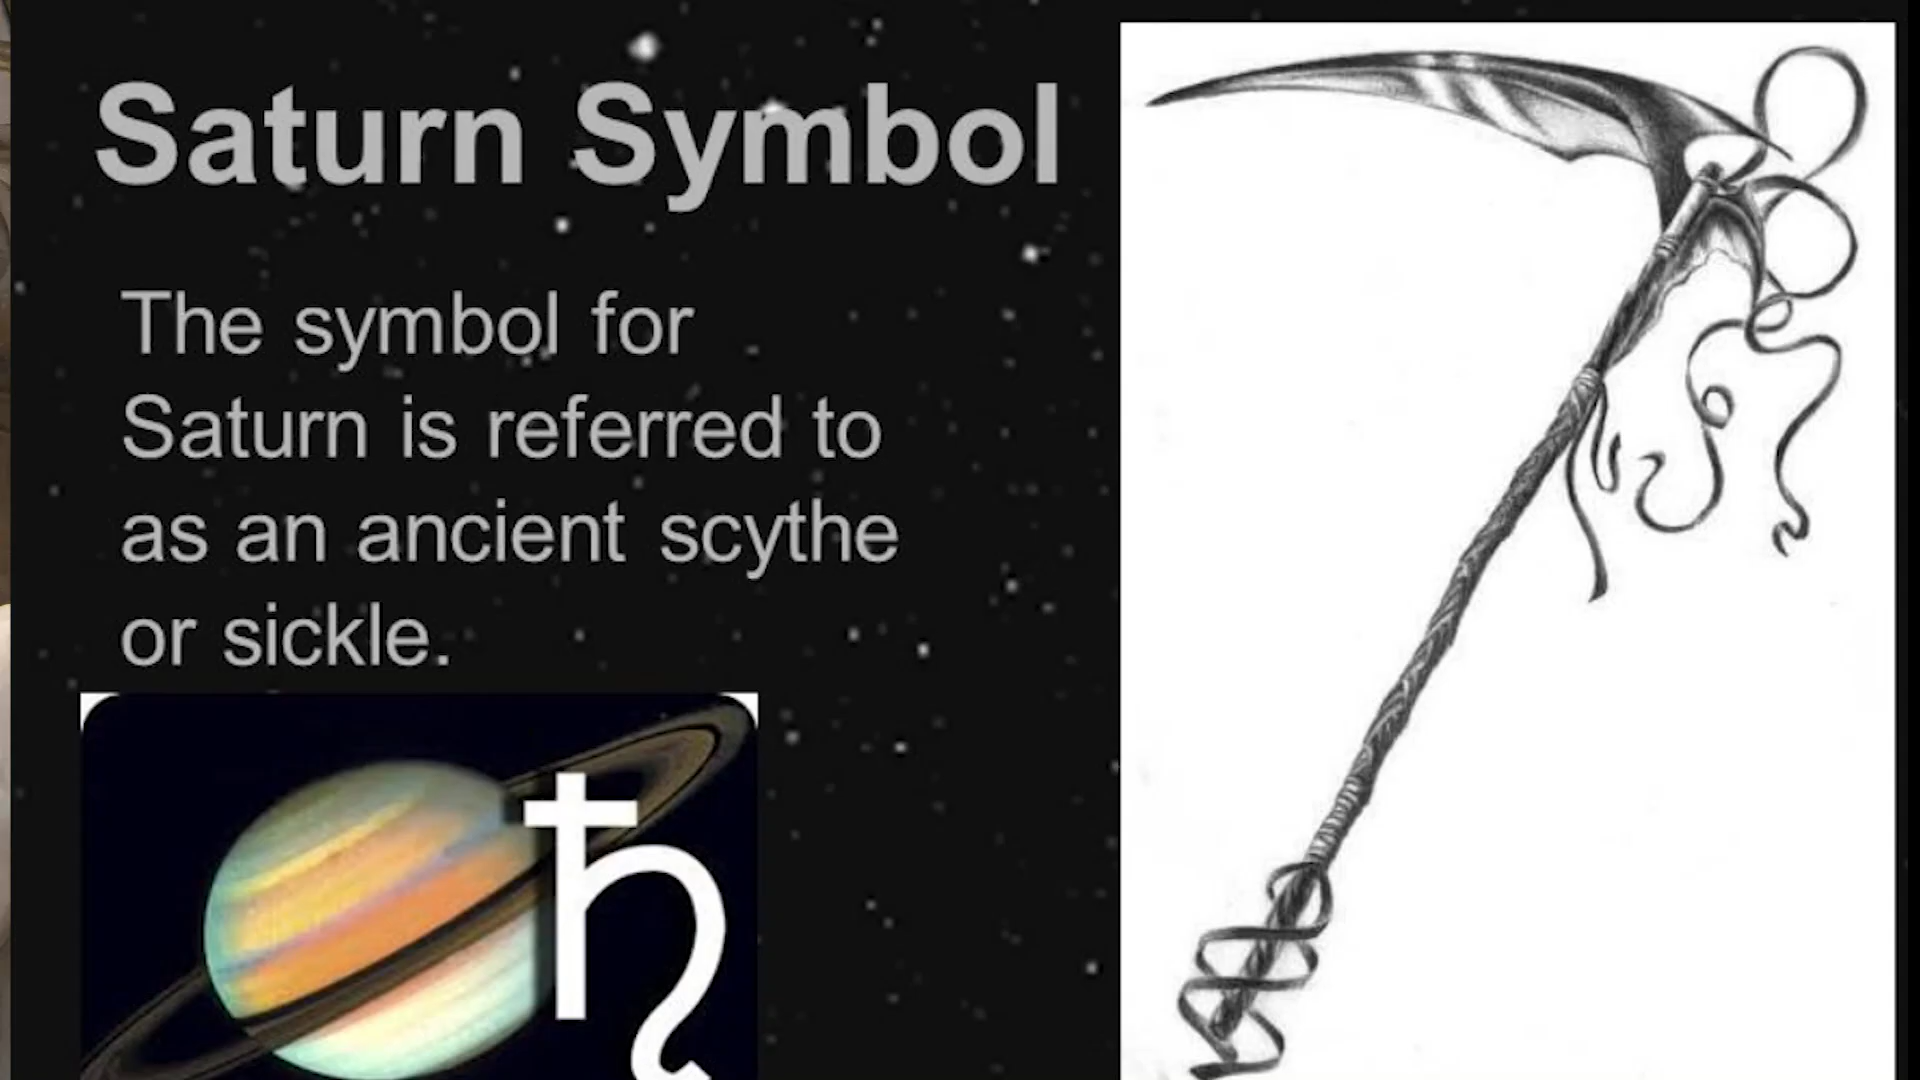 Saturn Symbol
The symbol for
Saturn is referred to
as an ancient scythe
or sickle.